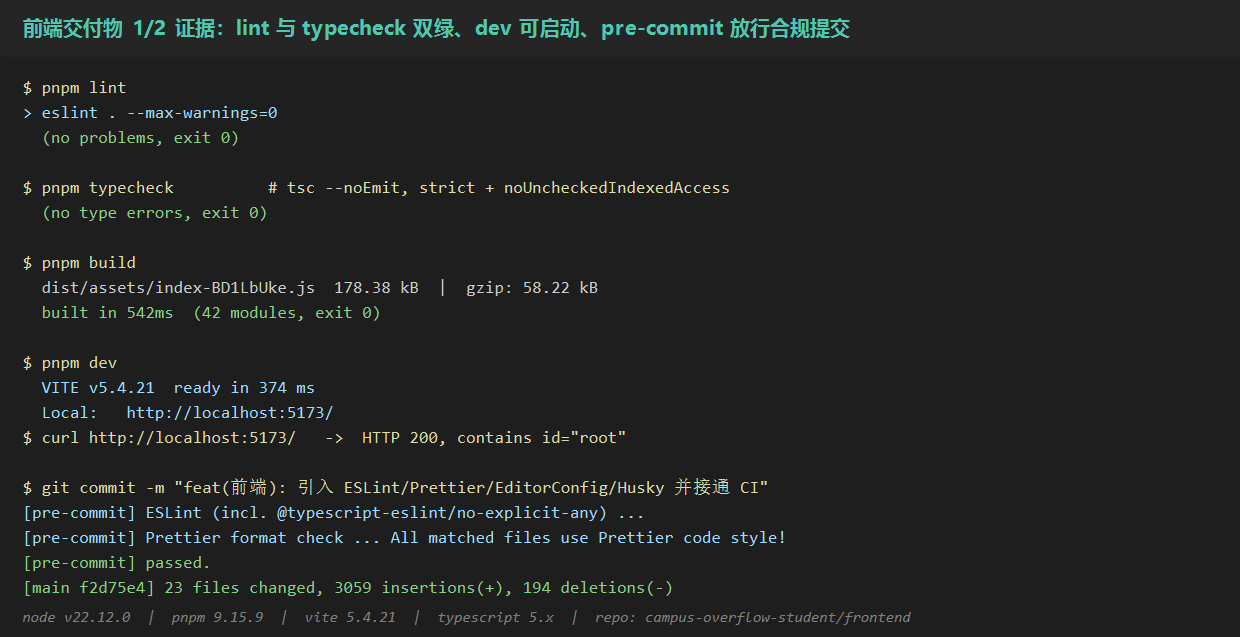 前端交付物 1/2 证据：lint 与 typecheck 双绿、dev 可启动、pre-commit 放行合规提交
$ pnpm lint
> eslint . --max-warnings=0
(no problems, exit 0)
$ pnpm typecheck          # tsc --noEmit, strict + noUncheckedIndexedAccess
(no type errors, exit 0)
$ pnpm build
dist/assets/index-BD1LbUke.js  178.38 kB  |  gzip: 58.22 kB
built in 542ms  (42 modules, exit 0)
$ pnpm dev
VITE v5.4.21  ready in 374 ms
Local:   http://localhost:5173/
$ curl http://localhost:5173/   ->  HTTP 200, contains id="root"
$ git commit -m "feat(前端): 引入 ESLint/Prettier/EditorConfig/Husky 并接通 CI"
[pre-commit] ESLint (incl. @typescript-eslint/no-explicit-any) ...
[pre-commit] Prettier format check ... All matched files use Prettier code style!
[pre-commit] passed.
[main f2d75e4] 23 files changed, 3059 insertions(+), 194 deletions(-)
node v22.12.0  |  pnpm 9.15.9  |  vite 5.4.21  |  typescript 5.x  |  repo: campus-overflow-student/frontend